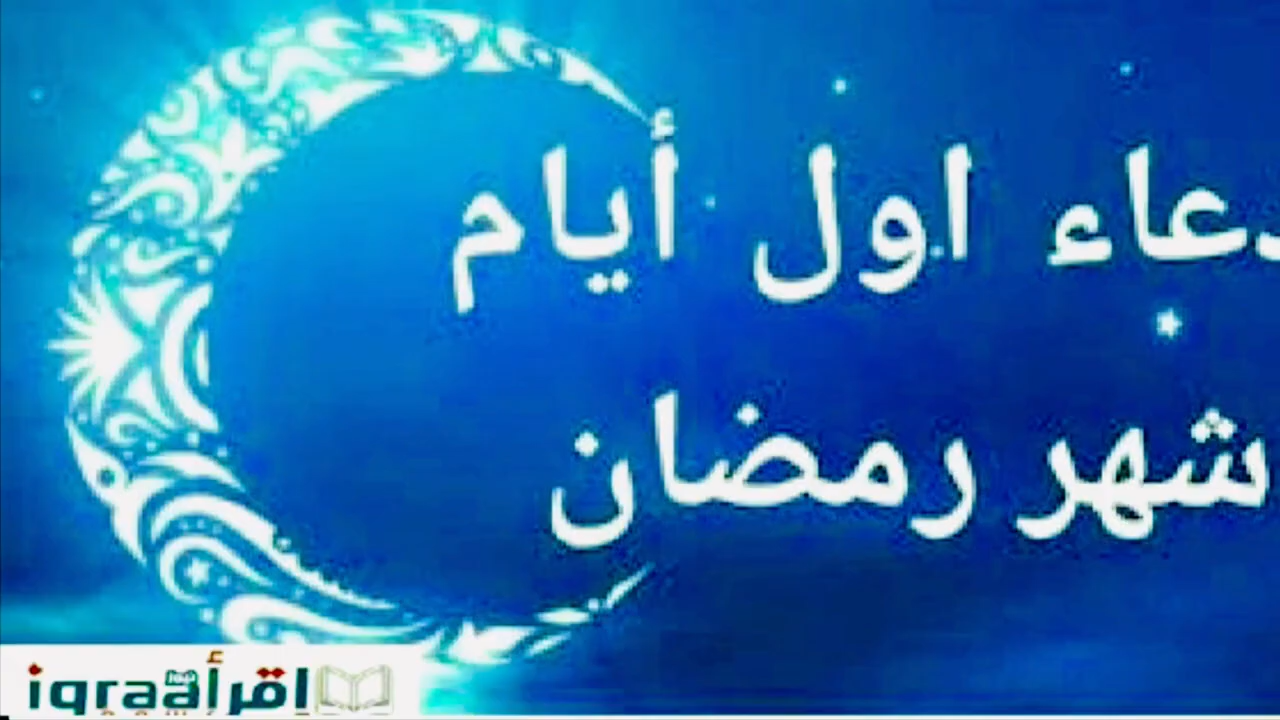 دعاء اول أيام
شهر رمضان
iqraa اقرأ